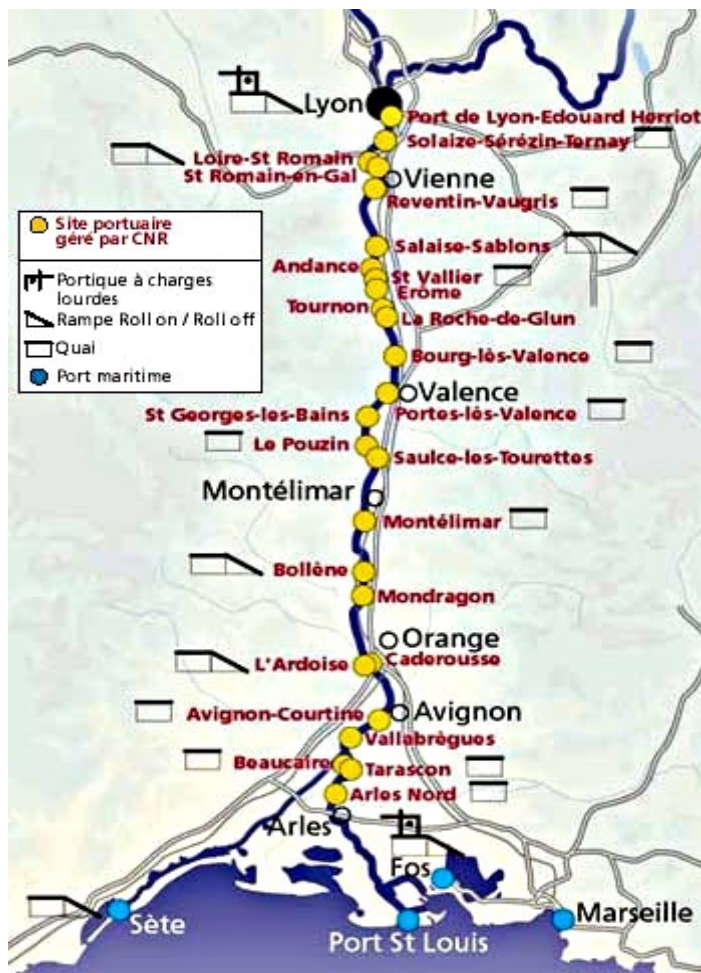 Lyon
Port de Lyon-Edouard Herriot
Solaize-Sérézin-Ternay
Loire-St Romain
St Romain-en-Gal
Vienne
Reventin-Vaugris
Site portuaire
géré par CNR
Portique à charges
lourdes
Rampe Roll on / Roll off
Quai
Port maritime
Salaise-Sablons
Andance
St Vallier
Erôme
Tournon
La Roche-de-Glun
Bourg-lès-Valence
Valence
St Georges-les-Bains
Portes-lès-Valence
Le Pouzin
Saulce-les-Tourettes
Montélimar
Montélimar
Bollène
Mondragon
Orange
Caderousse
L'Ardoise
Avignon-Courtine
Avignon
Vallabrègues
Beaucaire
Tarascon
Arles Nord
Arles
Fos
Sète
Port St Louis
Marseille